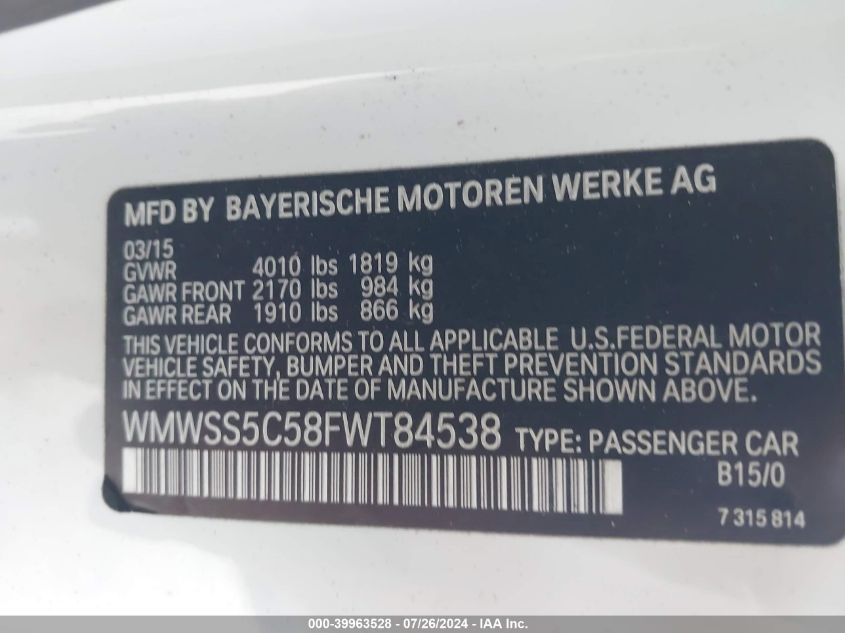 MFD BY BAYERISCHE MOTOREN WERKE AG
03/15
GVWR 4010 lbs 1819 kg
GAWR FRONT 2170 lbs 984 kg
GAWR REAR 1910 lbs 866 kg
THIS VEHICLE CONFORMS TO ALL APPLICABLE U.S.FEDERAL MOTOR
VEHICLE SAFETY, BUMPER AND THEFT PREVENTION STANDARDS
IN EFFECT ON THE DATE OF MANUFACTURE SHOWN ABOVE.
WMWSS5C58FWT84538 TYPE: PASSENGER CAR
B15/0
7 315 814
000-39963528 - 07/26/2024 - IAA Inc.